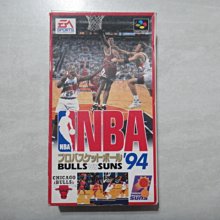 EA SPORTS
NBA
NBA
プロバスケットボール'94
BULLS VS SUNS
CHICAGO
BULLS
SUNS